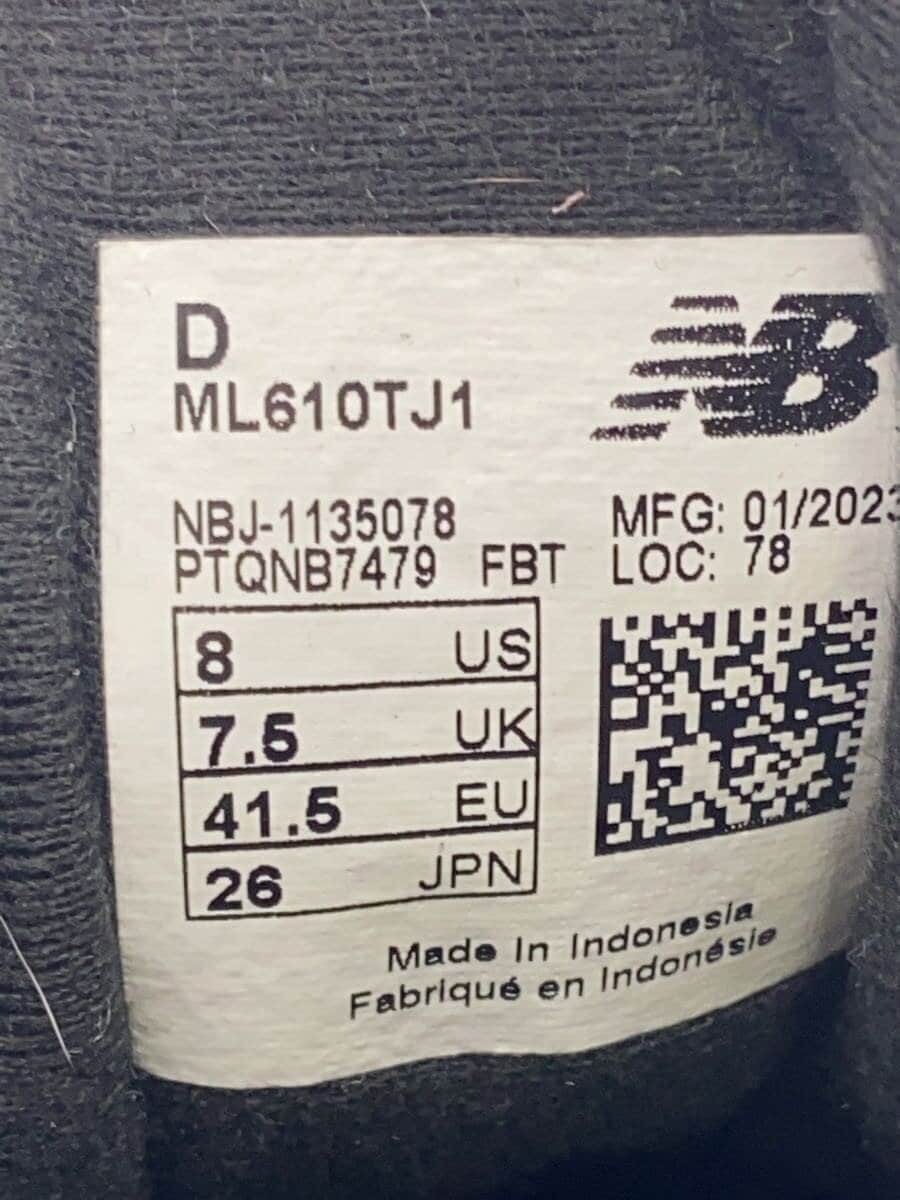 D
NB
ML610TJ1
NBJ-1135078
MFG: 01/2023
PTQNB7479 FBT
LOC: 78
8 US
7.5 UK
41.5 EU
26 JPN
Made In Indonesia
Fabriqué en Indonésie